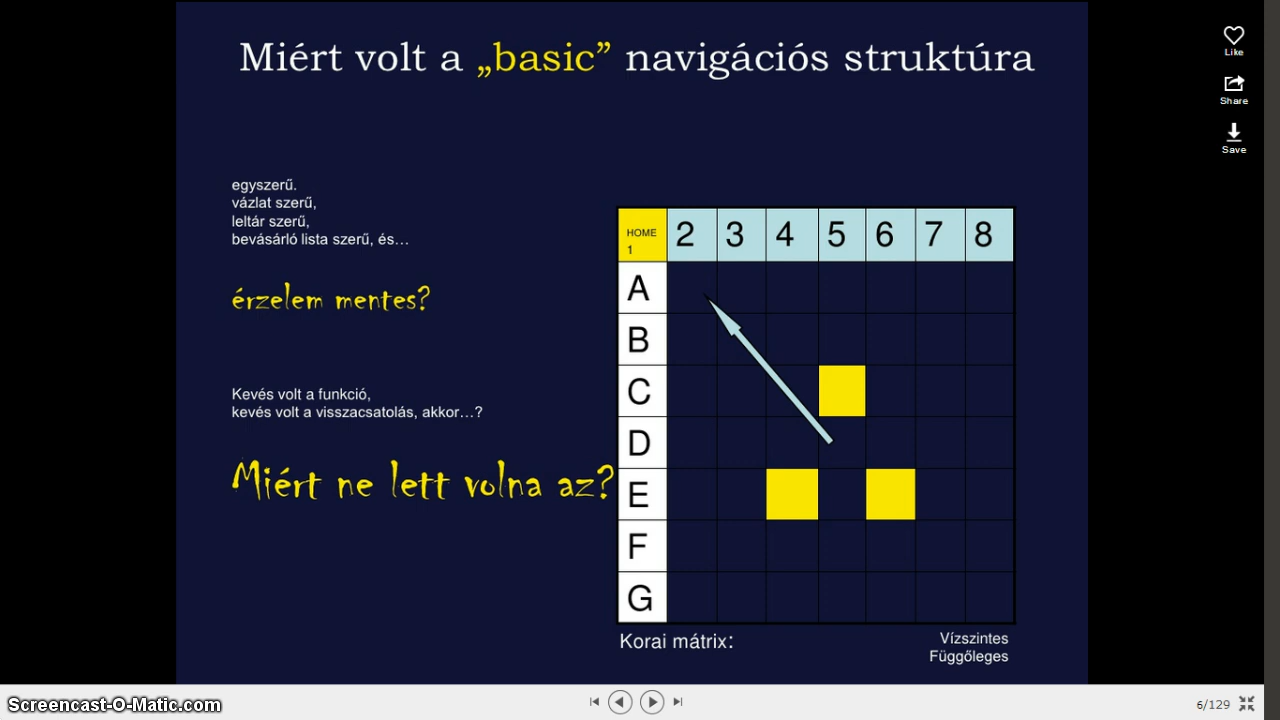 Miért volt a „basic” navigációs struktúra
Like
Share
Save
egyszerű.
vázlat szerű,
leltár szerű,
bevásárló lista szerű, és…
érzelem mentes?
Kevés volt a funkció,
kevés volt a visszacsatolás, akkor…?
Miért ne lett volna az?
HOME
1
2 3 4 5 6 7 8
A
B
C
D
E
F
G
Korai mátrix:
Vízszintes
Függőleges
Screencast-O-Matic.com
6/129